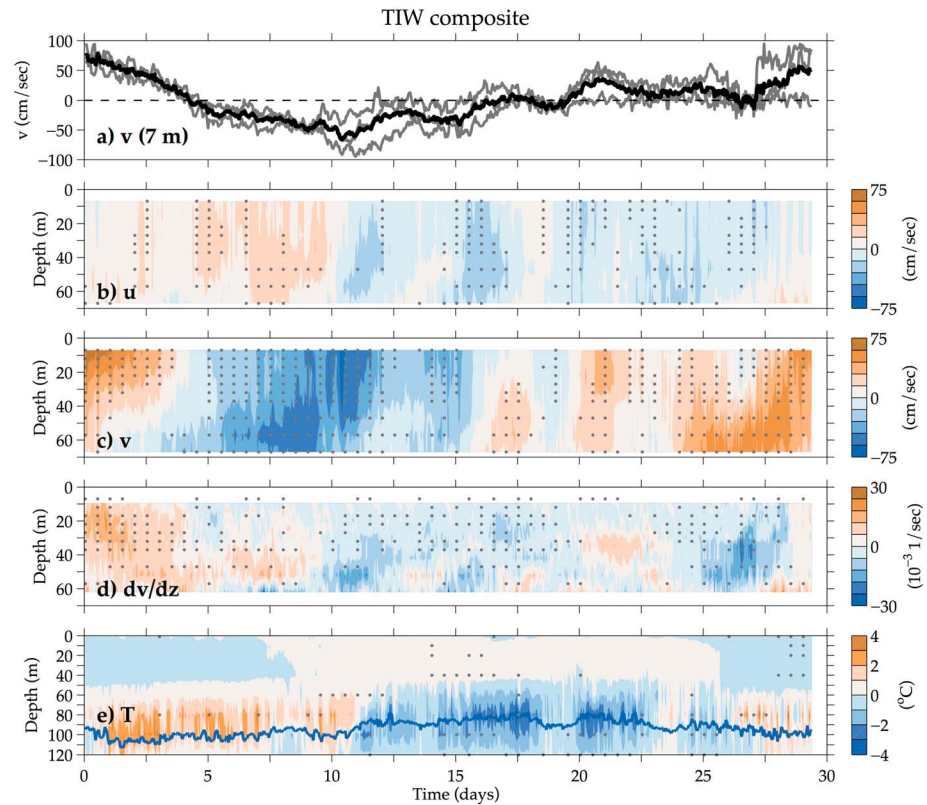 TIW composite
100
50
0
−50
−100
v (cm/sec)
a) v (7 m)
0
20
40
60
Depth (m)
b) u
75
0
−75
(cm/sec)
0
20
40
60
Depth (m)
c) v
75
0
−75
(cm/sec)
0
20
40
60
Depth (m)
d) dv/dz
30
0
−30
(10⁻³ 1/sec)
0
20
40
60
80
100
120
Depth (m)
e) T
4
2
0
−2
−4
(°C)
0 5 10 15 20 25 30
Time (days)